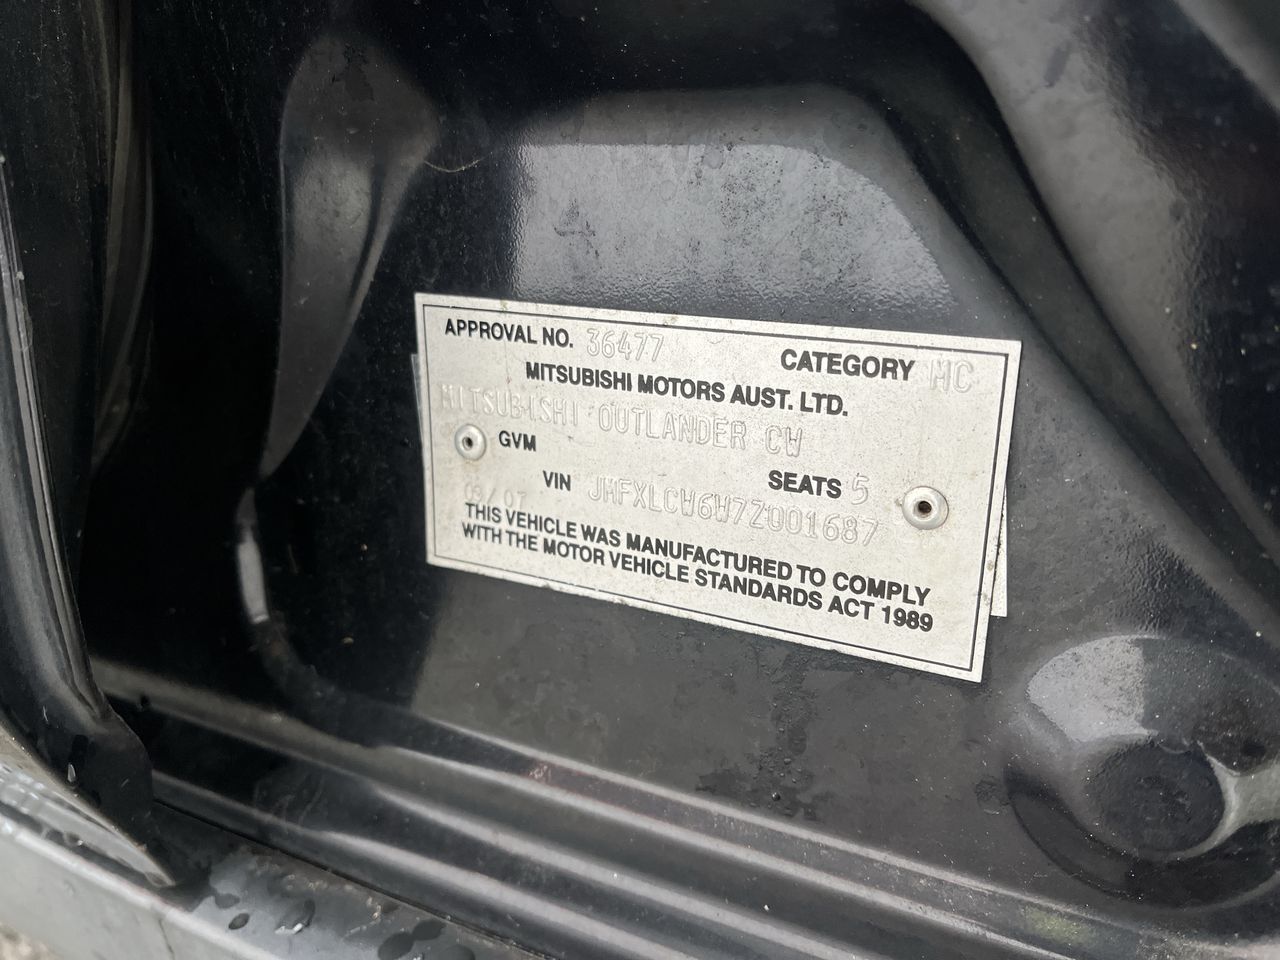 APPROVAL NO. 36477 CATEGORY MC
MITSUBISHI MOTORS AUST. LTD.
MITSUBISHI OUTLANDER CW
GVM SEATS 5
09/07 VIN JMFXLCW6W7Z001687
THIS VEHICLE WAS MANUFACTURED TO COMPLY
WITH THE MOTOR VEHICLE STANDARDS ACT 1989